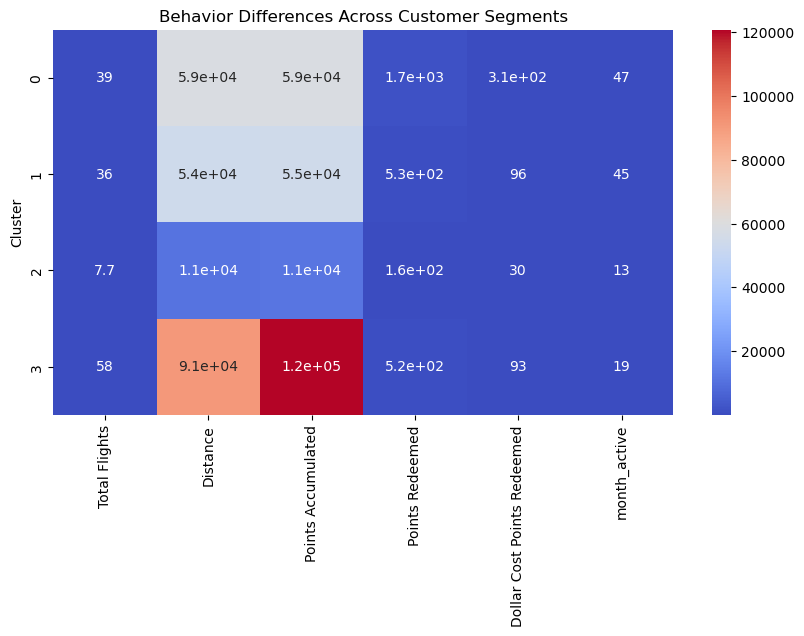 Behavior Differences Across Customer Segments
Cluster
0
39
5.9e+04
5.9e+04
1.7e+03
3.1e+02
47
1
36
5.4e+04
5.5e+04
5.3e+02
96
45
2
7.7
1.1e+04
1.1e+04
1.6e+02
30
13
3
58
9.1e+04
1.2e+05
5.2e+02
93
19
Total Flights
Distance
Points Accumulated
Points Redeemed
Dollar Cost Points Redeemed
month_active
120000
100000
80000
60000
40000
20000